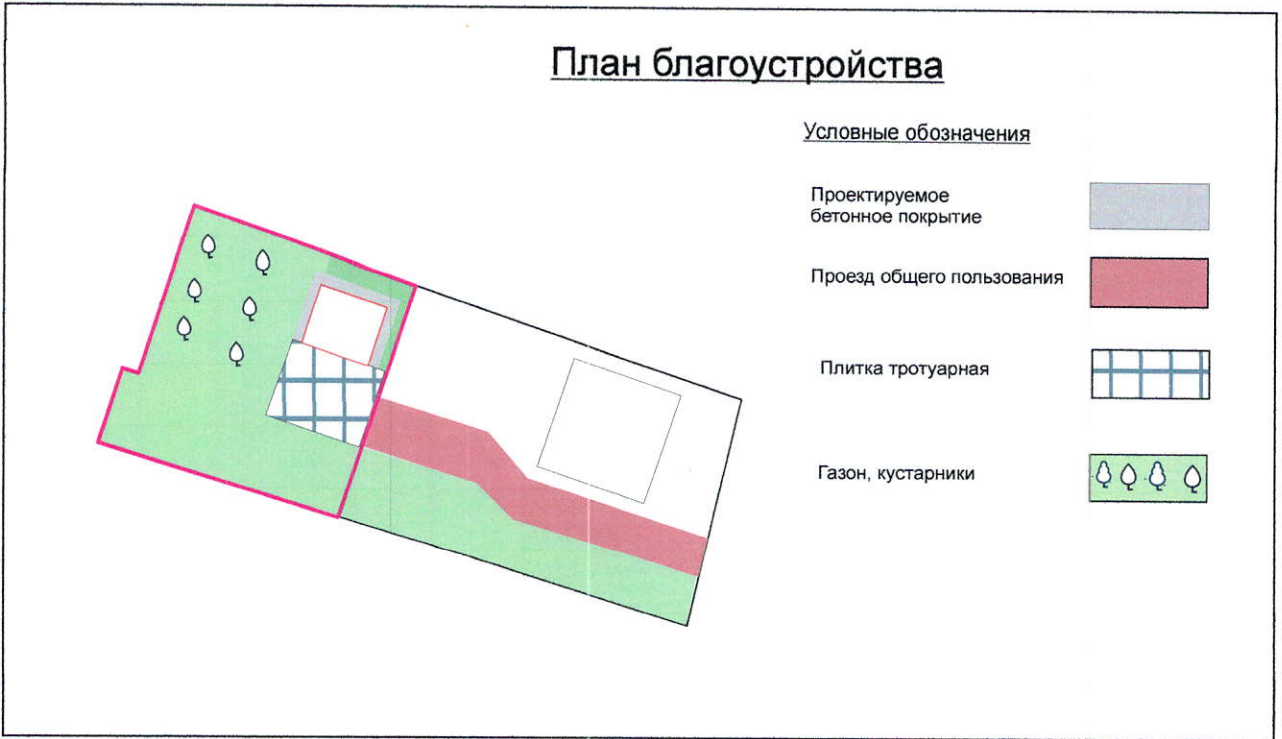 План благоустройства
Условные обозначения
Проектируемое
бетонное покрытие
Проезд общего пользования
Плитка тротуарная
Газон, кустарники